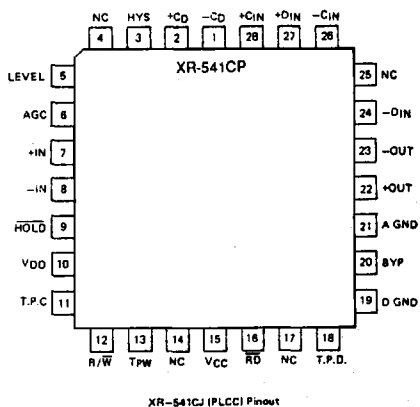 NC HYS +CD −CD +CIN +DIN −CIN
4 3 2 1 28 27 26
XR-541CP
LEVEL 5
AGC 6
+IN 7
−IN 8
HOLD 9
VDD 10
T.P.C 11
25 NC
24 −DIN
23 −OUT
22 +OUT
21 A GND
20 BYP
19 D GND
12 13 14 15 16 17 18
R/W TPW NC VCC RD NC T.P.D.
XR-541CJ (PLCC) Pinout